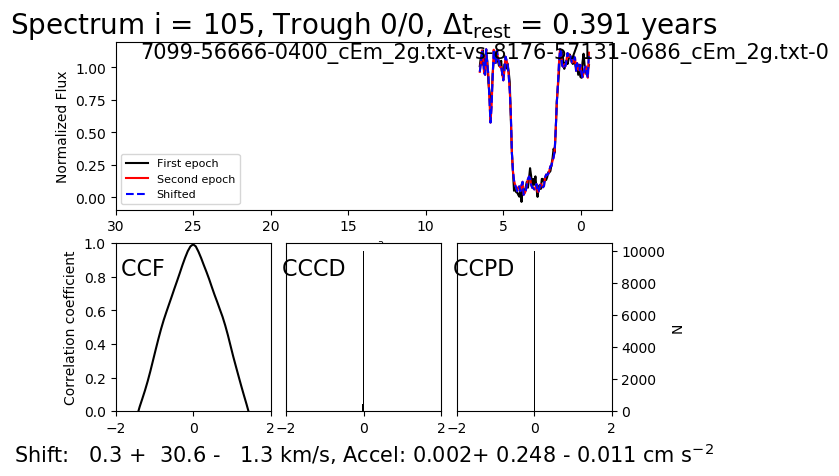 Spectrum i = 105, Trough 0/0, Δt_rest = 0.391 years
7099-56666-0400_cEm_2g.txt-vs-8176-57131-0686_cEm_2g.txt-0
Normalized Flux
1.00
0.75
0.50
0.25
0.00
First epoch
Second epoch
Shifted
30 25 20 15 10 5 0
Correlation coefficient
1.0
0.8
0.6
0.4
0.2
0.0
CCF
CCCD
CCPD
10000
8000
6000
4000
2000
0
N
−2 0 2 −2 0 2 −2 0 2
Shift: 0.3 + 30.6 - 1.3 km/s, Accel: 0.002+ 0.248 - 0.011 cm s⁻²